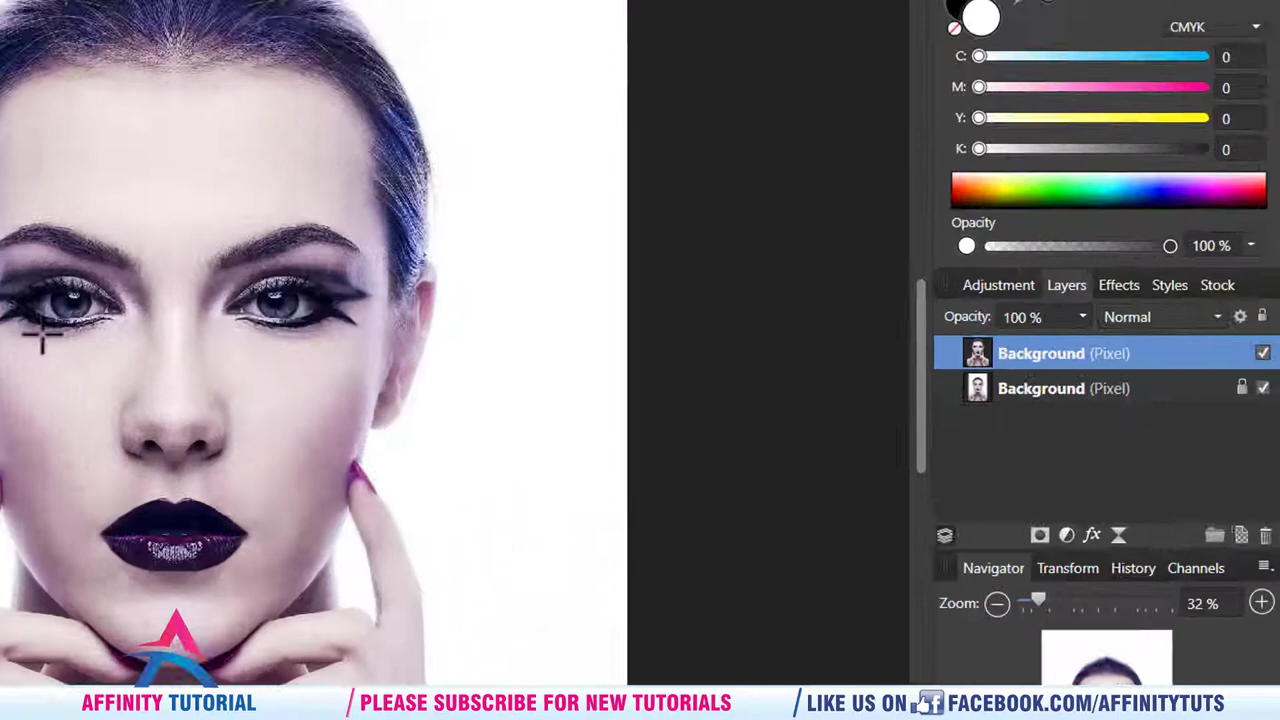 CMYK
C: 0
M: 0
Y: 0
K: 0
Opacity
100 %
Adjustment Layers Effects Styles Stock
Opacity: 100 % Normal
Background (Pixel)
Background (Pixel)
fx
Navigator Transform History Channels
Zoom: 32 %
AFFINITY TUTORIAL / PLEASE SUBSCRIBE FOR NEW TUTORIALS \ LIKE US ON f FACEBOOK.COM/AFFINITYTUTS